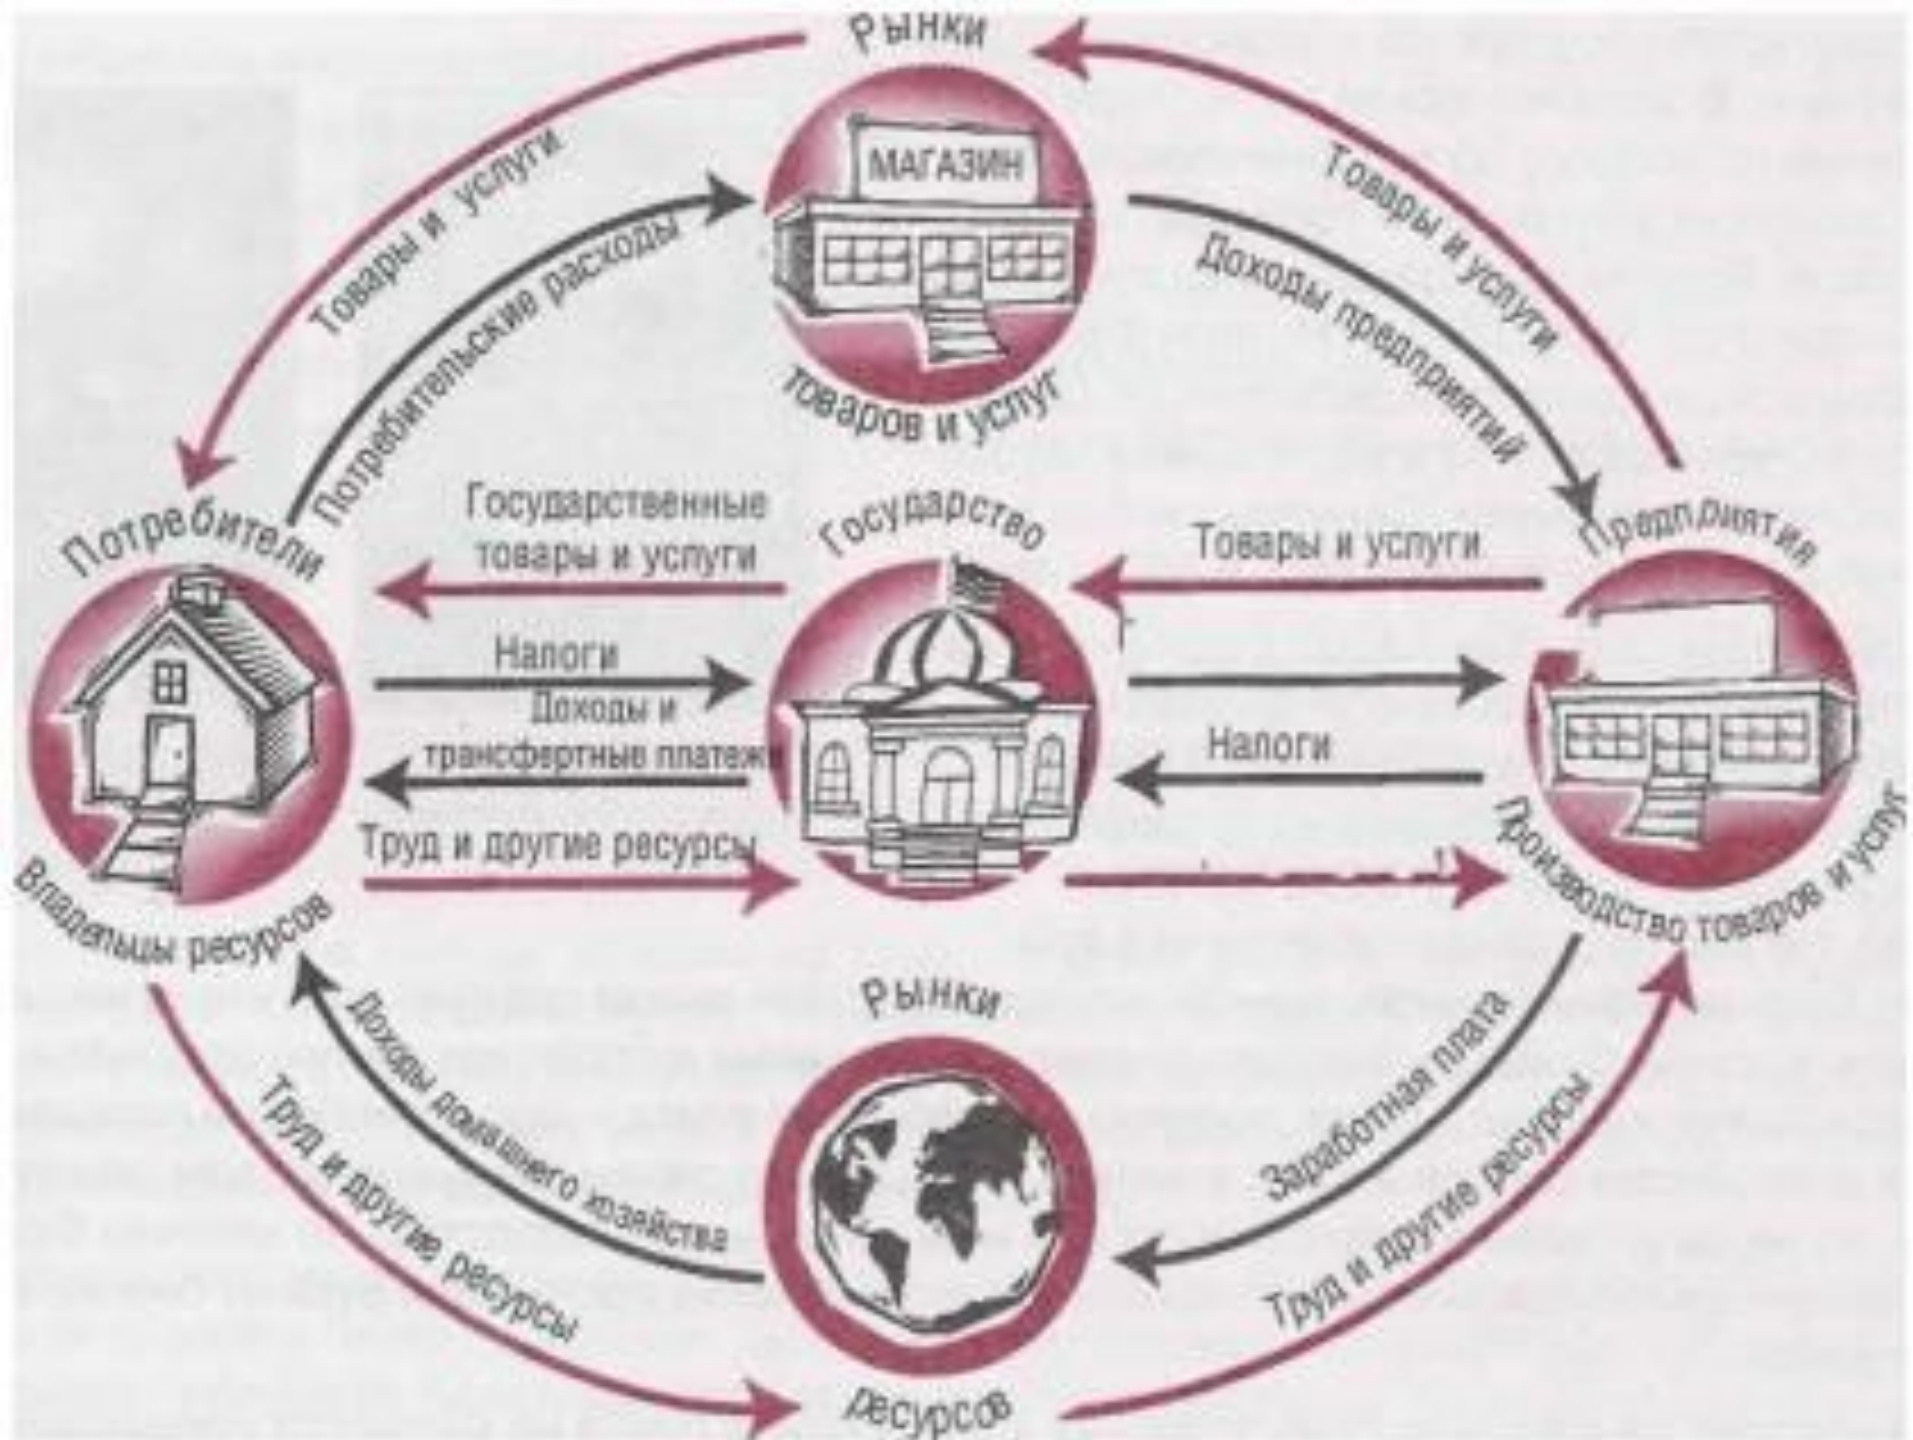 Рынки
МАГАЗИН
товаров и услуг
Товары и услуги
Потребительские расходы
Товары и услуги
Доходы предприятий
Потребители
Государственные
товары и услуги
Государство
Товары и услуги
Предприятия
Налоги
Доходы и
трансфертные платежи
Налоги
Труд и другие ресурсы
Владельцы ресурсов
Производство товаров и услуг
Рынки
Доходы домашнего хозяйства
Труд и другие ресурсы
Заработная плата
Труд и другие ресурсы
ресурсов